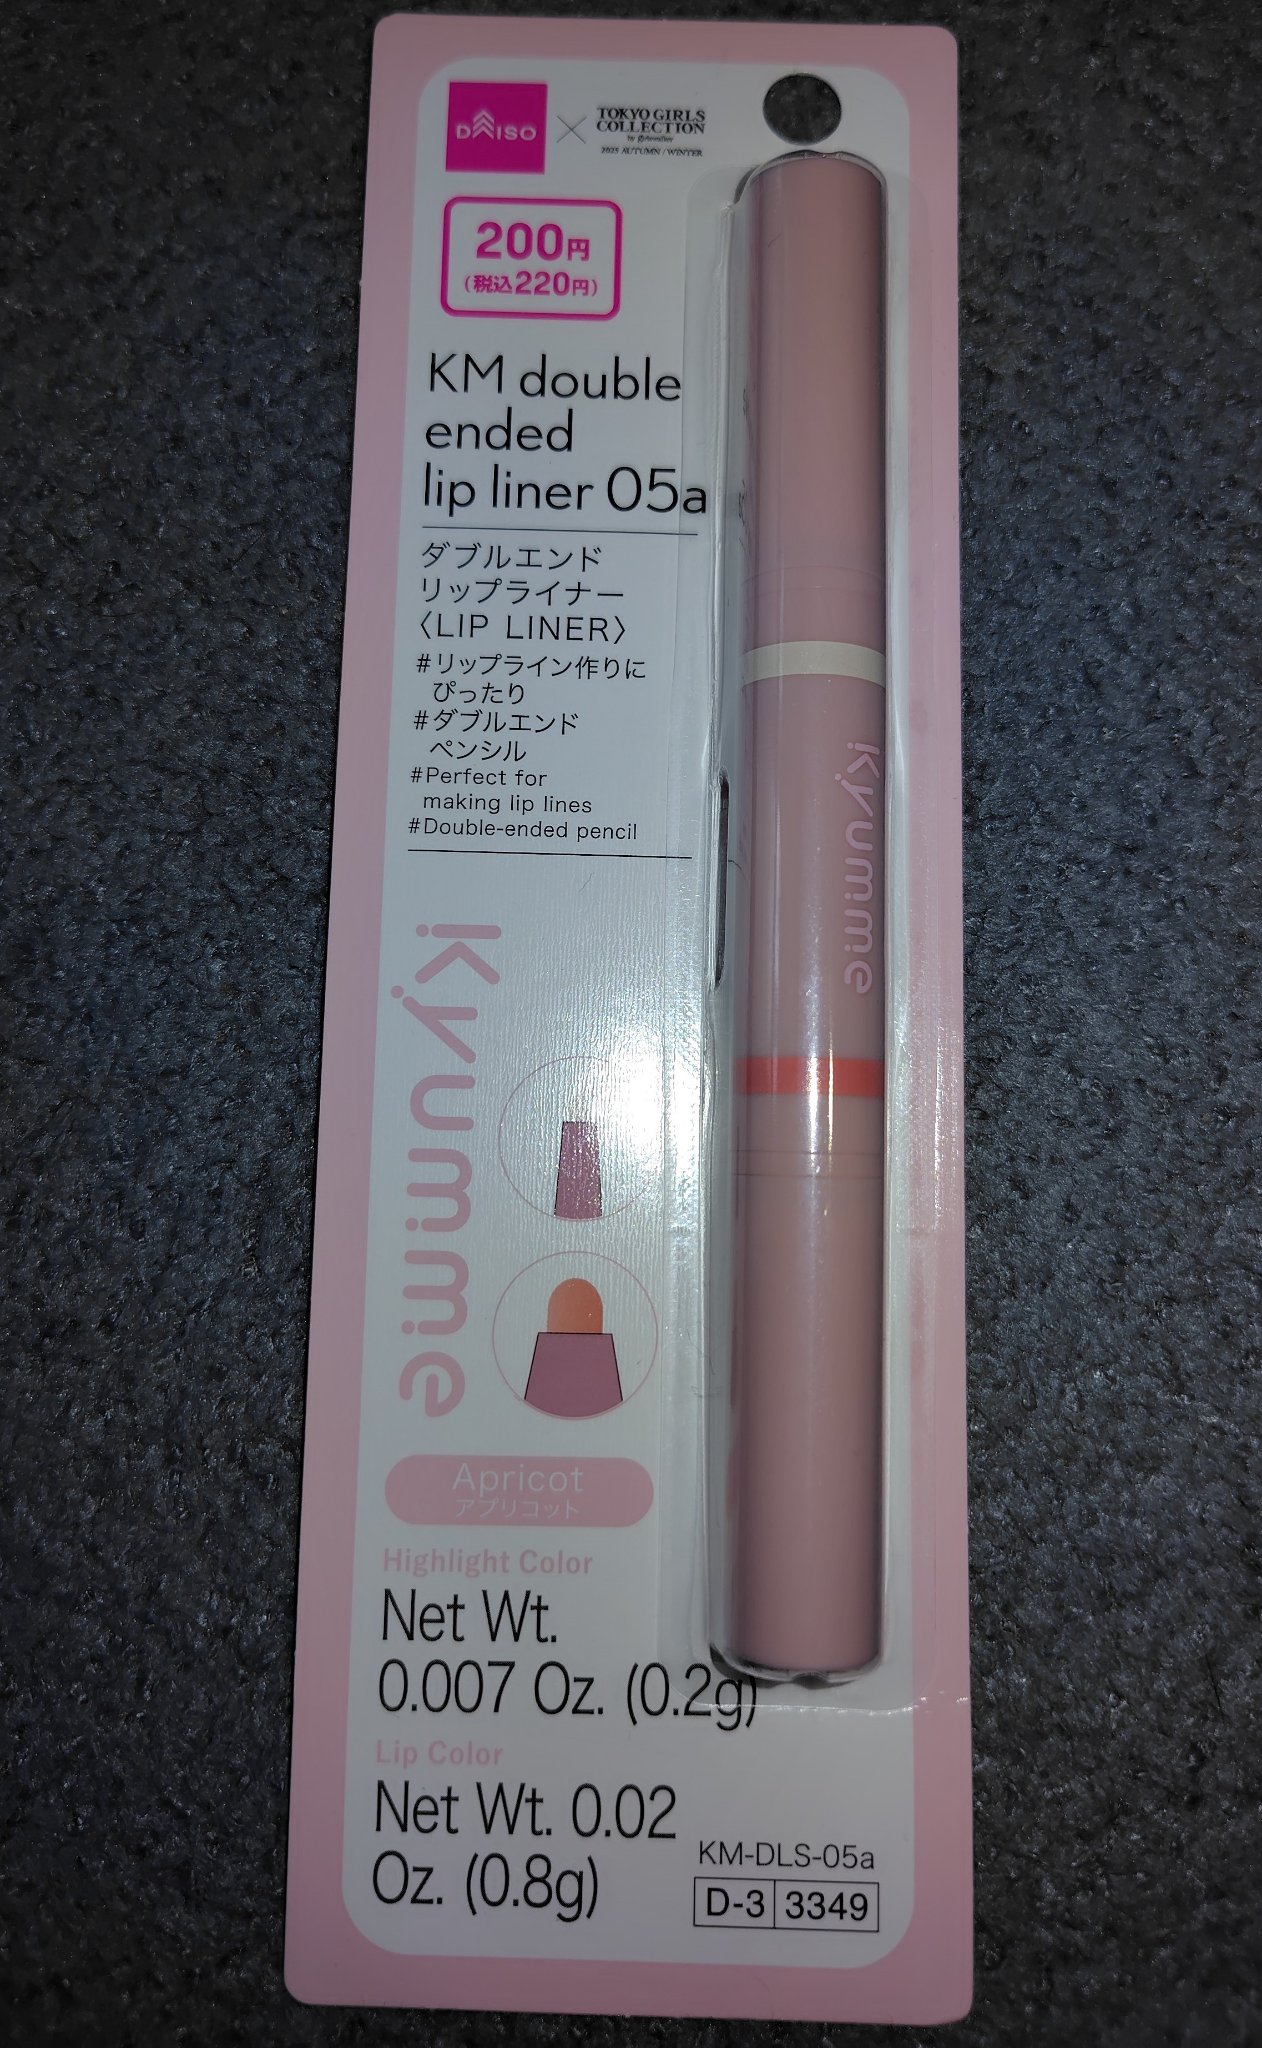 DAISO × TOKYO GIRLS
COLLECTION
2025 AUTUMN / WINTER
200円
(税込220円)
KM double
ended
lip liner 05a
ダブルエンド
リップライナー
〈LIP LINER〉
#リップライン作りに
ぴったり
#ダブルエンド
ペンシル
#Perfect for
making lip lines
#Double-ended pencil
Kyumme
Kyumme
Apricot
アプリコット
Highlight Color
Net Wt.
0.007 Oz. (0.2g)
Lip Color
Net Wt. 0.02
Oz. (0.8g)
KM-DLS-05a
D-3 3349